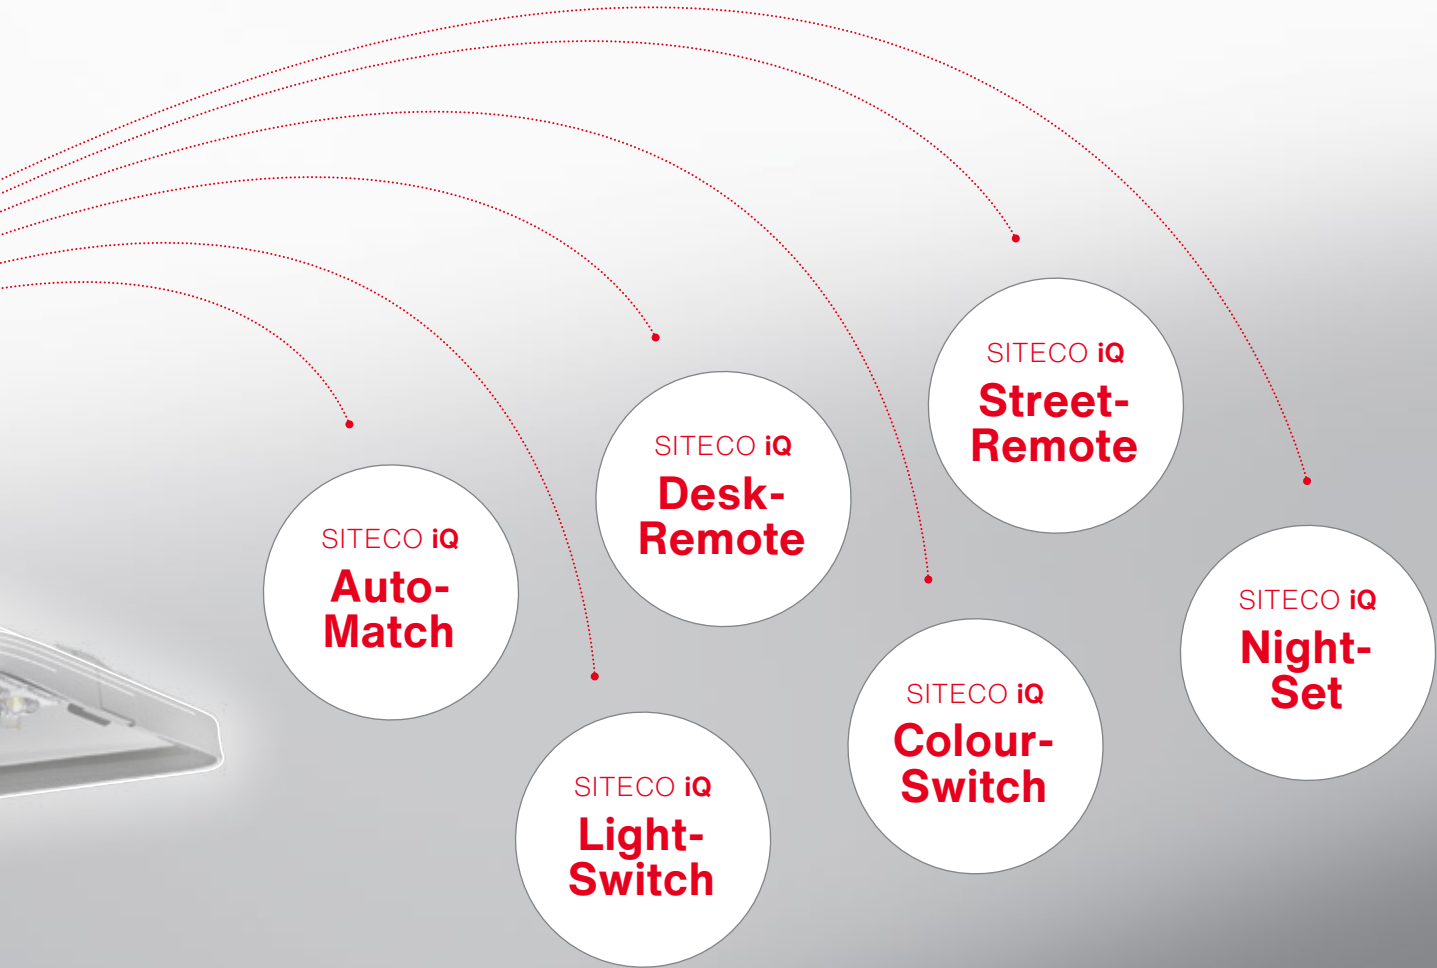 SITECO iQ
Street-
Remote
SITECO iQ
Desk-
Remote
SITECO iQ
Auto-
Match
SITECO iQ
Night-
Set
SITECO iQ
Colour-
Switch
SITECO iQ
Light-
Switch